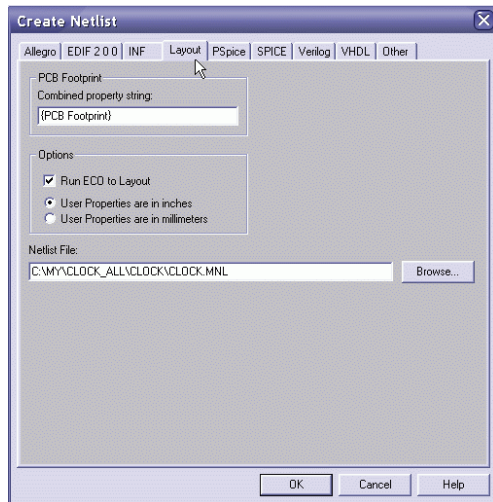 Create Netlist
Allegro EDIF 2 0 0 INF Layout PSpice SPICE Verilog VHDL Other
PCB Footprint
Combined property string:
{PCB Footprint}
Options
Run ECO to Layout
User Properties are in inches
User Properties are in millimeters
Netlist File:
C:\MY\CLOCK_ALL\CLOCK\CLOCK.MNL Browse...
OK Cancel Help